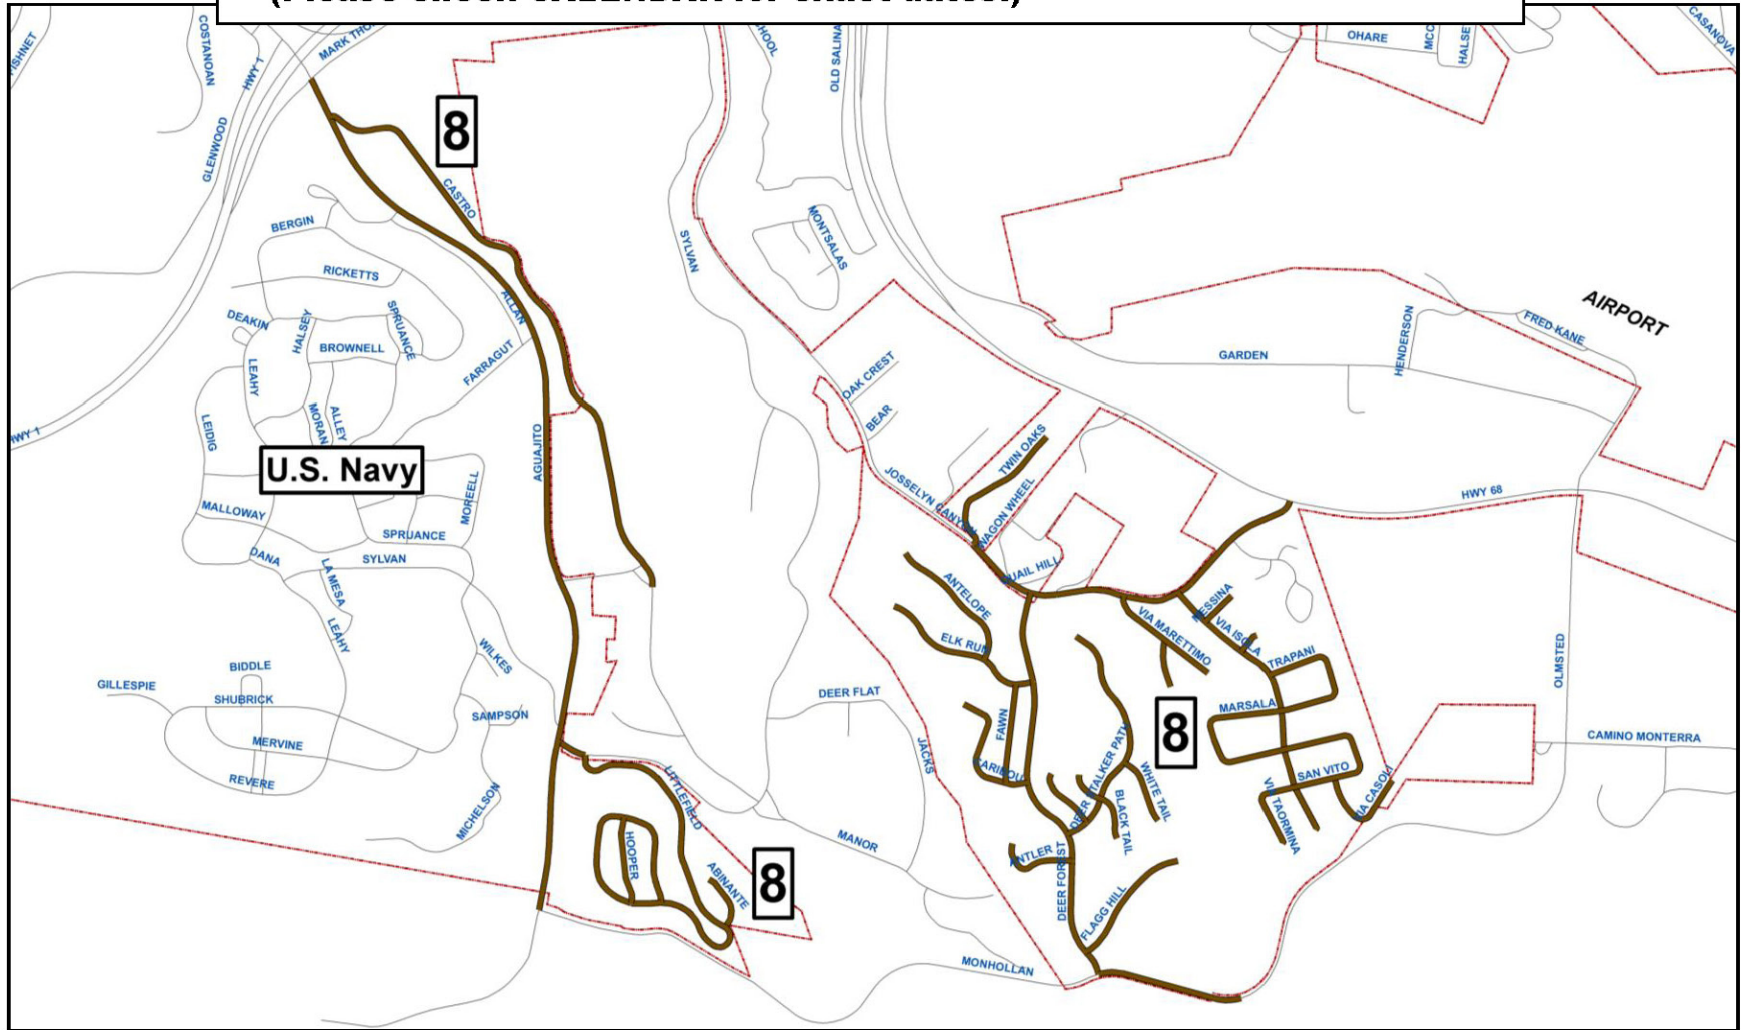 FISHNET
COSTANOAN
HWY 1
GLENWOOD
OLD SALINA
OHARE
HALSE
CASANOVA
8
CASTRO
SYLVAN
MONTSALAS
BERGIN
RICKETTS
DEAKIN
HALSEY
SPRUANCE
BROWNELL
ALLAN
FARRAGUT
LEAHY
LEIDIG
MORAN
ALLEY
HWY 1
U.S. Navy
AGUAJITO
MALLOWAY
MOREELL
SPRUANCE
DANA
SYLVAN
LA MESA
LEAHY
WILKES
BIDDLE
GILLESPIE
SHUBRICK
SAMPSON
MERVINE
REVERE
MICHELSON
LITTLEFIELD
HOOPER
ABINANTE
8
AIRPORT
FRED KANE
HENDERSON
GARDEN
OAK CREST
BEAR
TWIN OAKS
JOSSELYN CANYON
WAGON WHEEL
QUAIL HILL
HWY 68
ANTELOPE
ELK RUN
MESSINA
VIA ISOLA
VIA MARETTIMO
TRAPANI
MARSALA
8
SAN VITO
VIA CASOLI
VIA TAORMINA
OLMSTED
CAMINO MONTERRA
DEER FLAT
JACKS
FAWN
CARIBOU
DEER STALKER PATH
WHITE TAIL
BLACK TAIL
ANTLER
DEER FOREST
FLAGG HILL
MANOR
MONHOLLAN